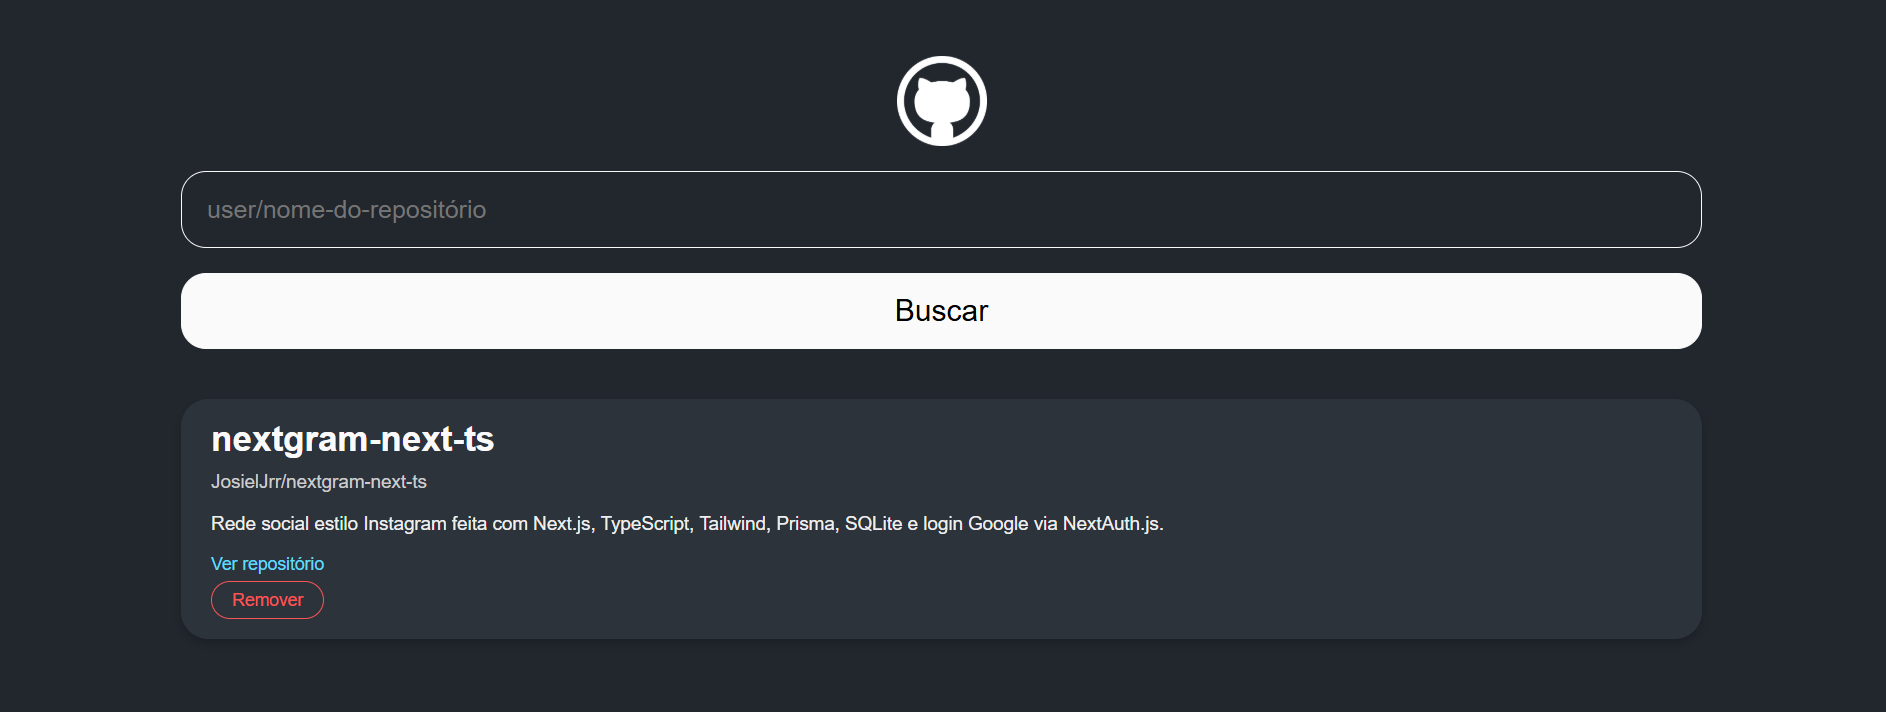 user/nome-do-repositório
Buscar
nextgram-next-ts
JosielJrr/nextgram-next-ts
Rede social estilo Instagram feita com Next.js, TypeScript, Tailwind, Prisma, SQLite e login Google via NextAuth.js.
Ver repositório
Remover